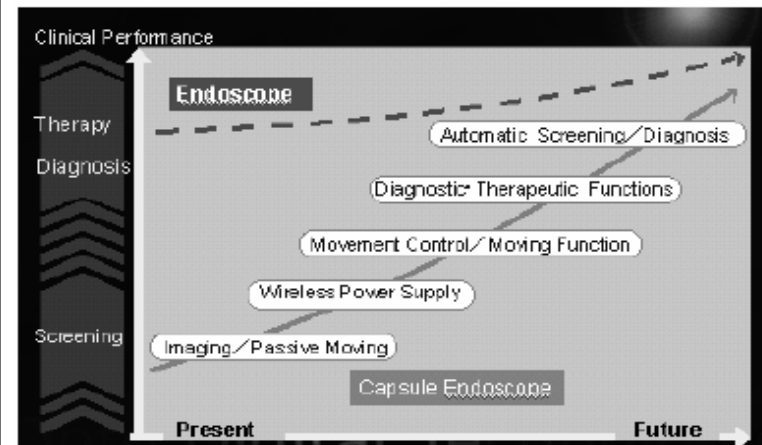 Clinical Performance
Endoscope
Therapy
Automatic Screening/Diagnosis
Diagnosis
Diagnostic• Therapeutic Functions
Movement Control/Moving Function
Wireless Power Supply
Screening
Imaging/Passive Moving
Capsule Endoscope
Present
Future